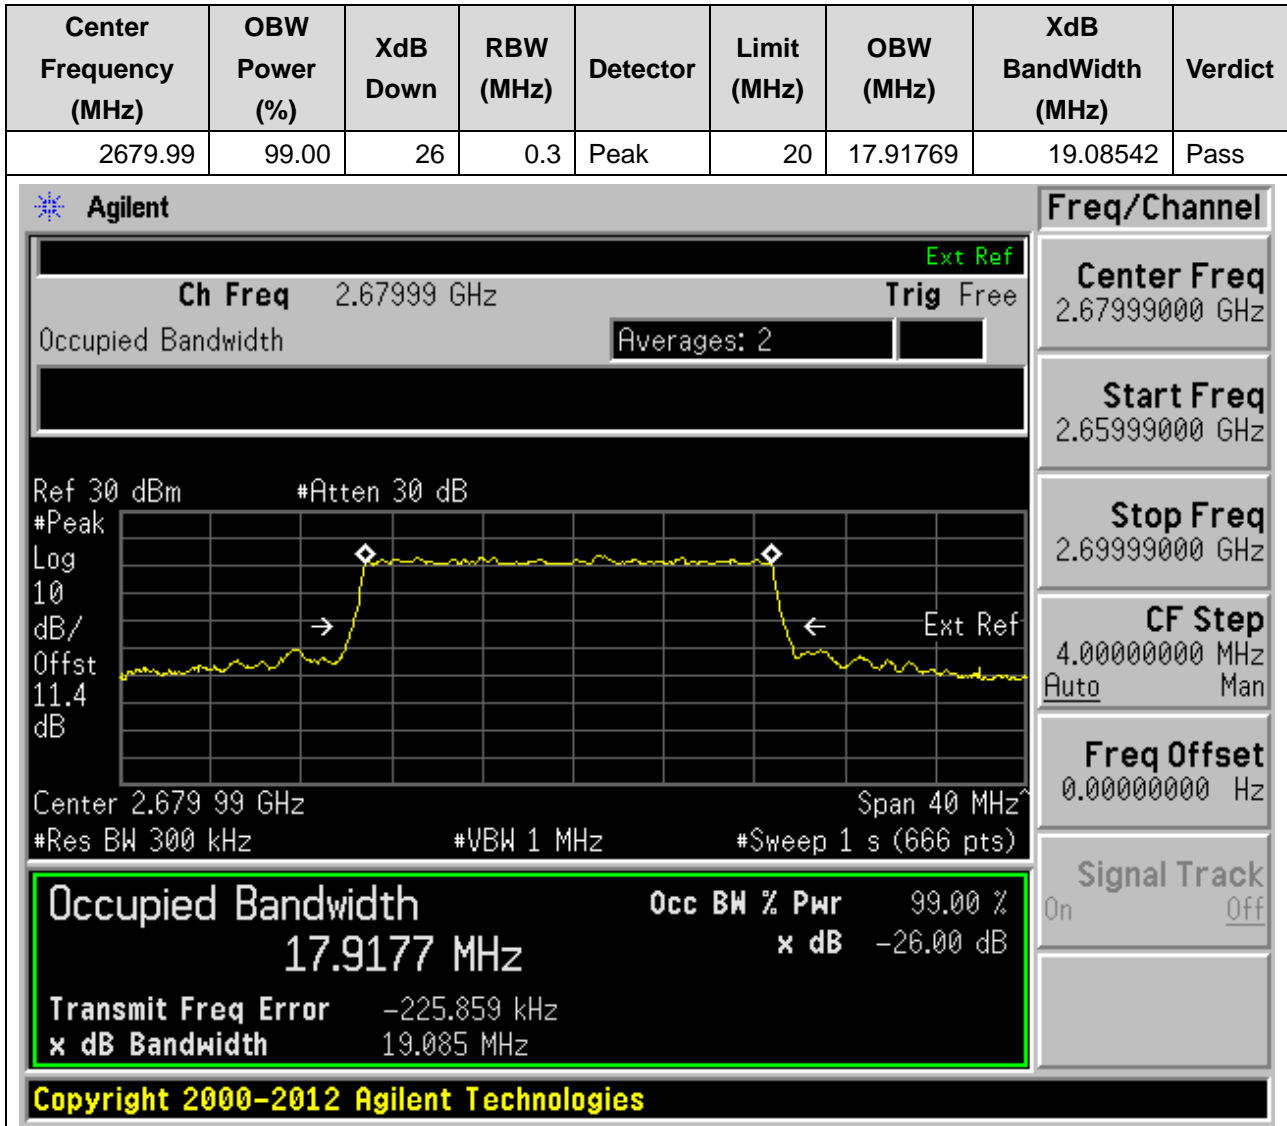 Center Frequency (MHz) OBW Power (%) XdB Down RBW (MHz) Detector Limit (MHz) OBW (MHz) XdB BandWidth (MHz) Verdict
2679.99 99.00 26 0.3 Peak 20 17.91769 19.08542 Pass
Agilent
Freq/Channel
Ext Ref
Ch Freq 2.67999 GHz Trig Free
Occupied Bandwidth Averages: 2
Center Freq
2.67999000 GHz
Start Freq
2.65999000 GHz
Stop Freq
2.69999000 GHz
CF Step
4.00000000 MHz
Auto Man
Freq Offset
0.00000000 Hz
Signal Track
On Off
Ref 30 dBm #Atten 30 dB
#Peak
Log
10
dB/
Offst
11.4
dB
Ext Ref
Center 2.679 99 GHz Span 40 MHz^
#Res BW 300 kHz #VBW 1 MHz #Sweep 1 s (666 pts)
Occupied Bandwidth Occ BW % Pwr 99.00 %
17.9177 MHz x dB -26.00 dB
Transmit Freq Error -225.859 kHz
x dB Bandwidth 19.085 MHz
Copyright 2000-2012 Agilent Technologies